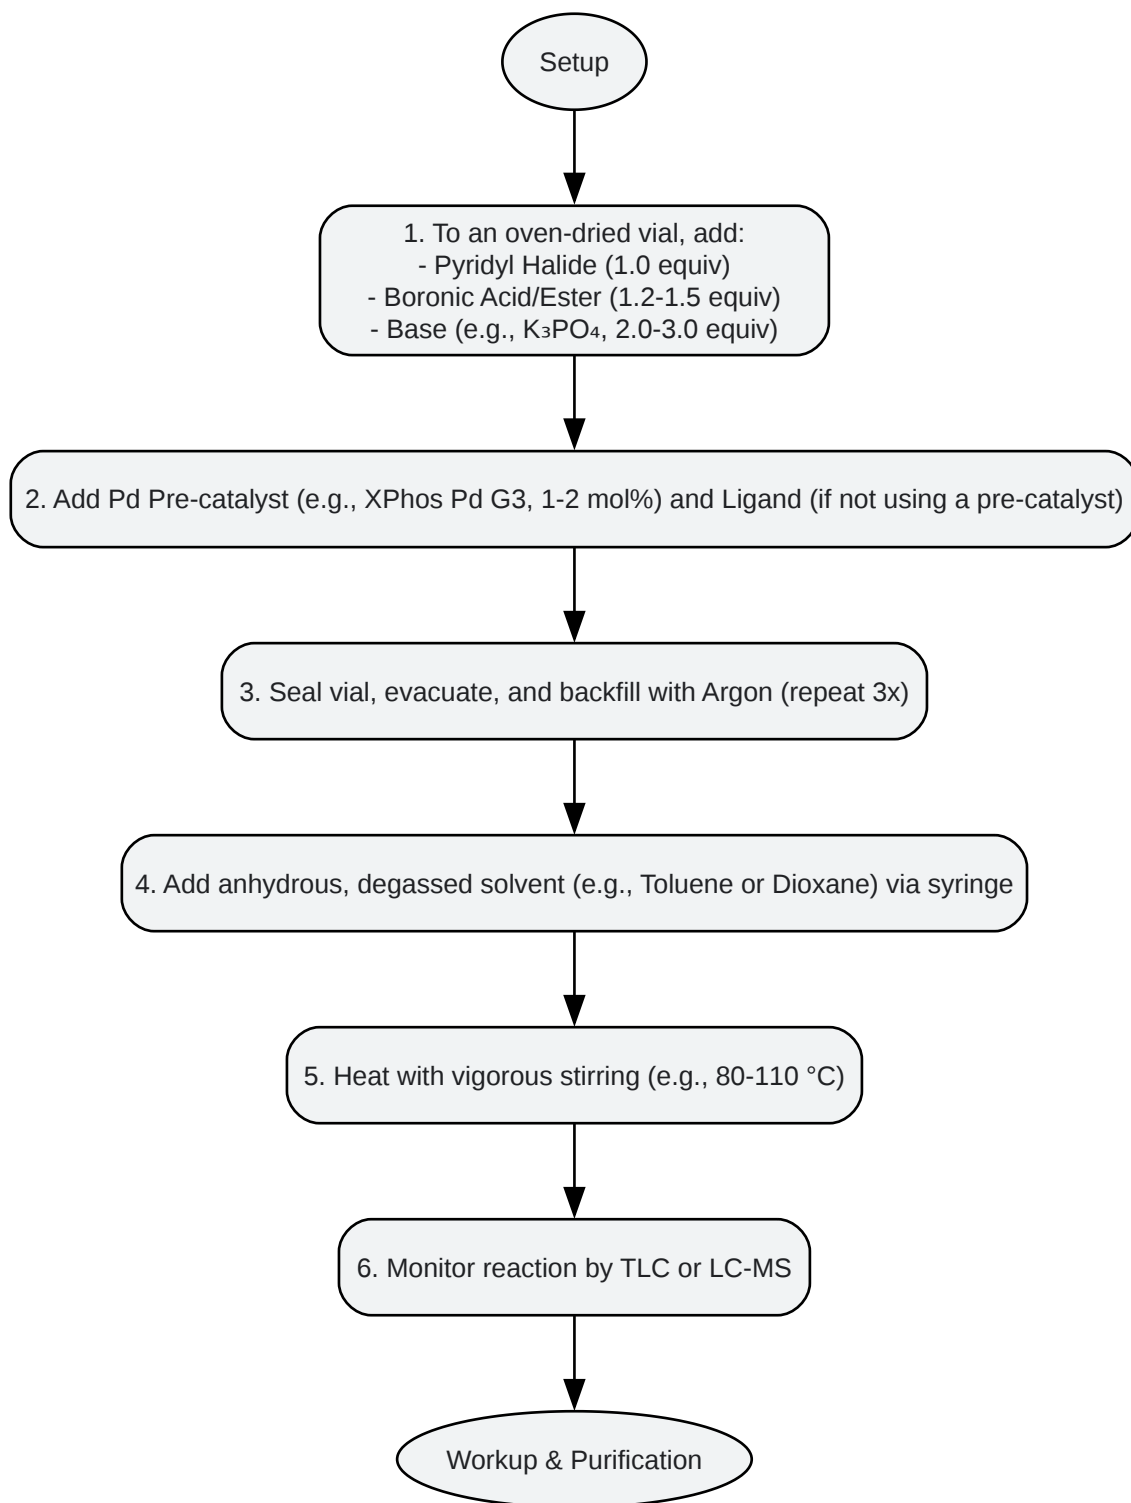 Setup
1. To an oven-dried vial, add:
- Pyridyl Halide (1.0 equiv)
- Boronic Acid/Ester (1.2-1.5 equiv)
- Base (e.g., K₃PO₄, 2.0-3.0 equiv)
2. Add Pd Pre-catalyst (e.g., XPhos Pd G3, 1-2 mol%) and Ligand (if not using a pre-catalyst)
3. Seal vial, evacuate, and backfill with Argon (repeat 3x)
4. Add anhydrous, degassed solvent (e.g., Toluene or Dioxane) via syringe
5. Heat with vigorous stirring (e.g., 80-110 °C)
6. Monitor reaction by TLC or LC-MS
Workup & Purification